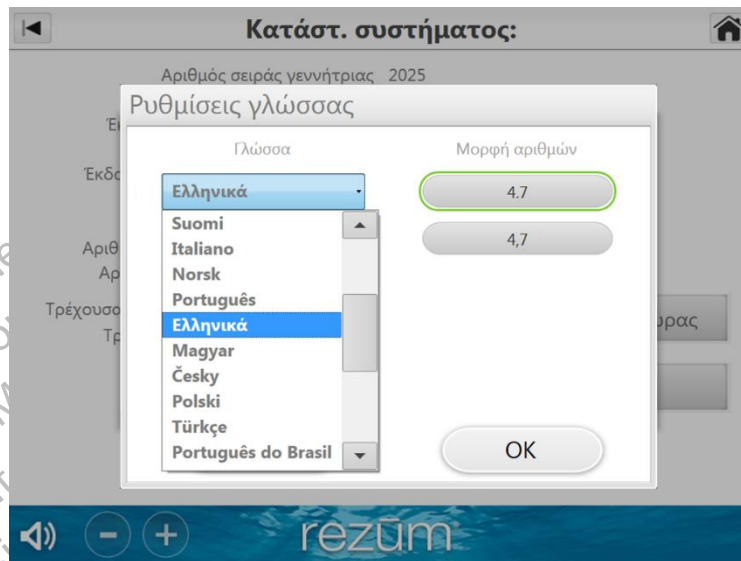 Κατάστ. συστήματος:
Αριθμός σειράς γεννήτριας 2025
Ρυθμίσεις γλώσσας
Γλώσσα
Μορφή αριθμών
Ελληνικά
4.7
Suomi
4,7
Italiano
Norsk
Português
Ελληνικά
Magyar
Česky
Polski
Türkçe
Português do Brasil
OK
rezūm